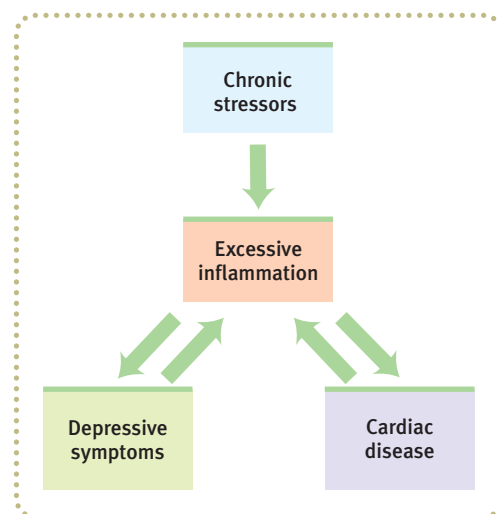 Chronic
stressors
Excessive
inflammation
Depressive
symptoms
Cardiac
disease